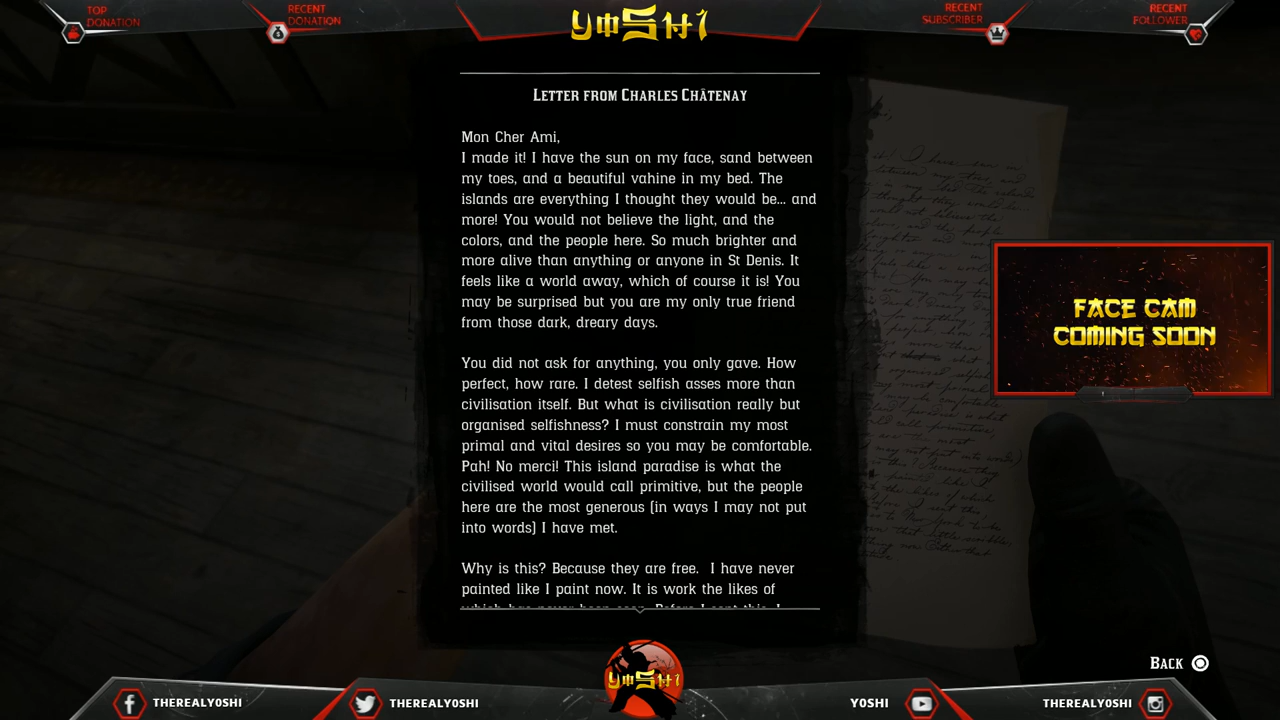 TOP
DONATION
RECENT
DONATION
YOSHI
RECENT
SUBSCRIBER
RECENT
FOLLOWER
LETTER FROM CHARLES CHÂTENAY
Mon Cher Ami,
I made it! I have the sun on my face, sand between
my toes, and a beautiful vahine in my bed. The
islands are everything I thought they would be... and
more! You would not believe the light, and the
colors, and the people here. So much brighter and
more alive than anything or anyone in St Denis. It
feels like a world away, which of course it is! You
may be surprised but you are my only true friend
from those dark, dreary days.
You did not ask for anything, you only gave. How
perfect, how rare. I detest selfish asses more than
civilisation itself. But what is civilisation really but
organised selfishness? I must constrain my most
primal and vital desires so you may be comfortable.
Pah! No merci! This island paradise is what the
civilised world would call primitive, but the people
here are the most generous (in ways I may not put
into words) I have met.
Why is this? Because they are free. I have never
painted like I paint now. It is work the likes of
FACE CAM
COMING SOON
BACK
YOSHI
THEREALYOSHI
THEREALYOSHI
YOSHI
THEREALYOSHI